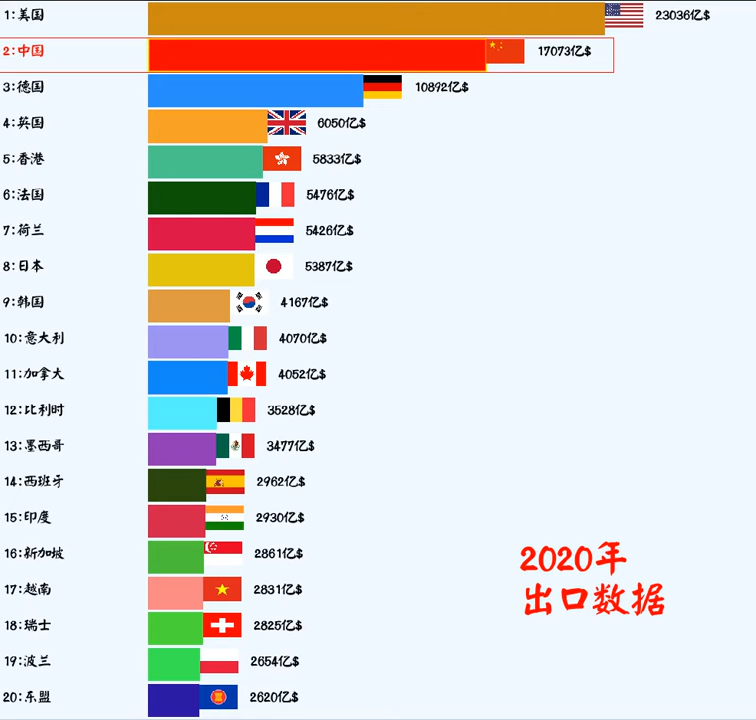 1:美国 23036亿$
2:中国 17073亿$
3:德国 10892亿$
4:英国 6050亿$
5:香港 5833亿$
6:法国 5476亿$
7:荷兰 5426亿$
8:日本 5387亿$
9:韩国 4167亿$
10:意大利 4070亿$
11:加拿大 4052亿$
12:比利时 3528亿$
13:墨西哥 3477亿$
14:西班牙 2962亿$
15:印度 2930亿$
16:新加坡 2861亿$
17:越南 2831亿$
18:瑞士 2825亿$
19:波兰 2654亿$
20:东盟 2620亿$
2020年
出口数据